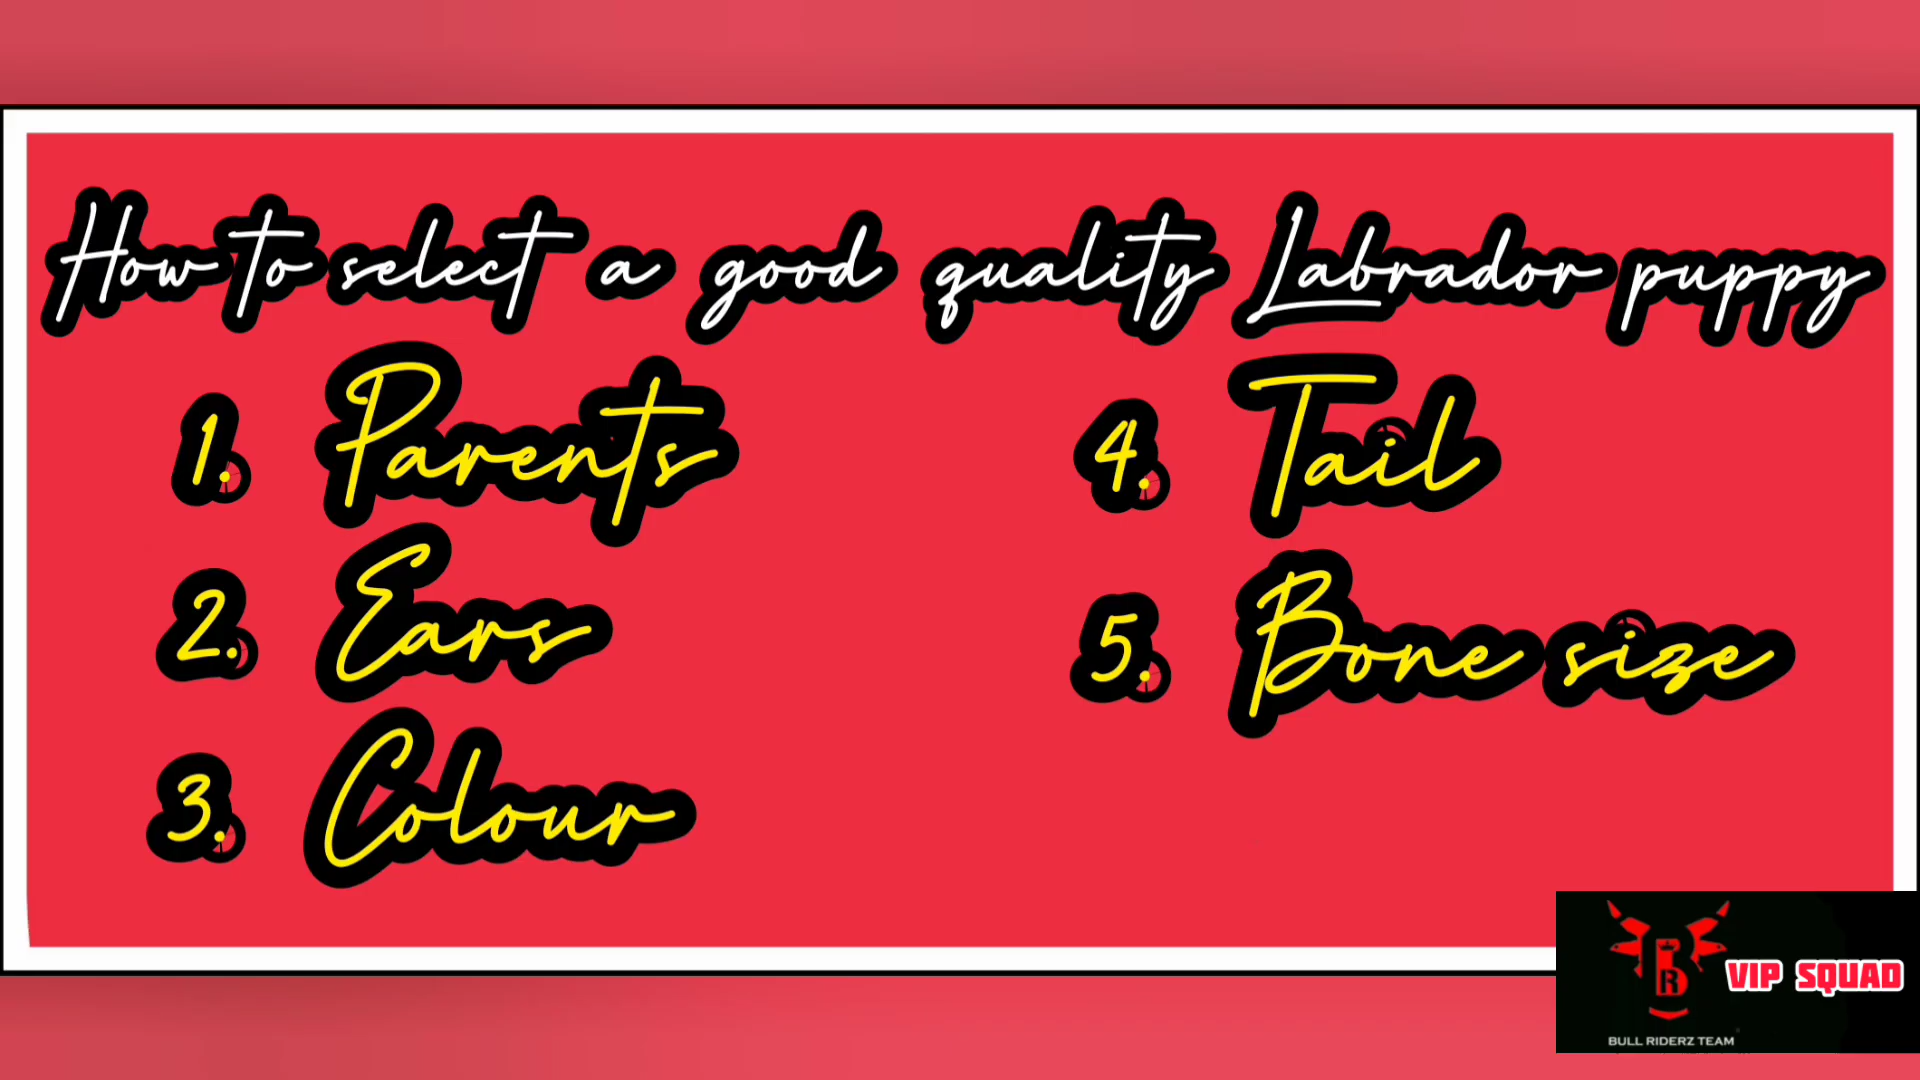 How to select a good quality Labrador puppy
1. Parents
2. Ears
3. Colour
4. Tail
5. Bone size
BR
VIP SQUAD
BULL RIDERZ TEAM